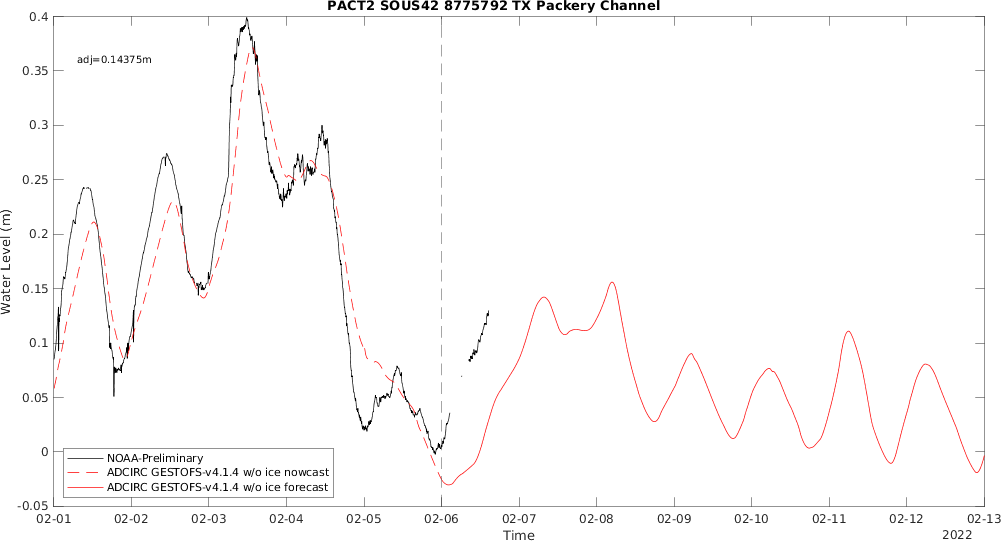 PACT2 SOUS42 8775792 TX Packery Channel
0.4
adj=0.14375m
0.35
0.3
0.25
0.2
0.15
0.1
0.05
0
-0.05
Water Level (m)
NOAA-Preliminary
ADCIRC GESTOFS-v4.1.4 w/o ice nowcast
ADCIRC GESTOFS-v4.1.4 w/o ice forecast
02-01 02-02 02-03 02-04 02-05 02-06 02-07 02-08 02-09 02-10 02-11 02-12 02-13
Time
2022